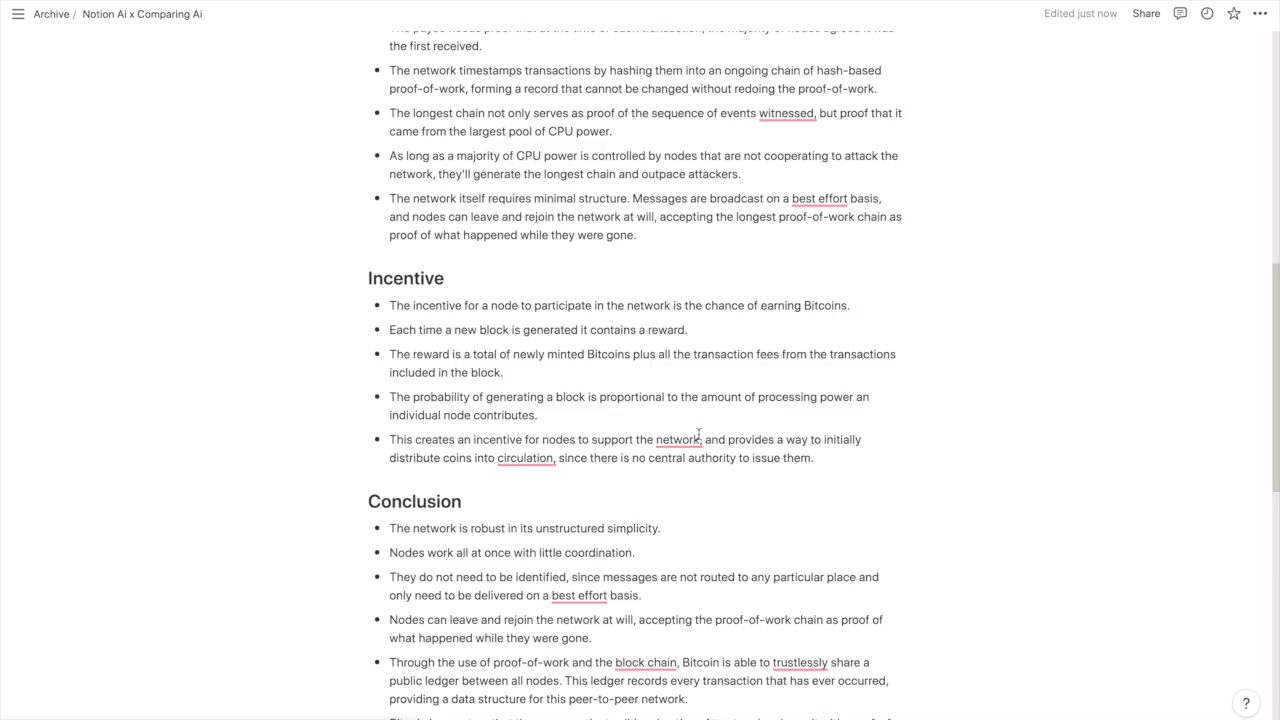 Archive / Notion Ai x Comparing Ai
Edited just now Share
the first received.
The network timestamps transactions by hashing them into an ongoing chain of hash-based
proof-of-work, forming a record that cannot be changed without redoing the proof-of-work.
The longest chain not only serves as proof of the sequence of events witnessed, but proof that it
came from the largest pool of CPU power.
As long as a majority of CPU power is controlled by nodes that are not cooperating to attack the
network, they'll generate the longest chain and outpace attackers.
The network itself requires minimal structure. Messages are broadcast on a best effort basis,
and nodes can leave and rejoin the network at will, accepting the longest proof-of-work chain as
proof of what happened while they were gone.
Incentive
The incentive for a node to participate in the network is the chance of earning Bitcoins.
Each time a new block is generated it contains a reward.
The reward is a total of newly minted Bitcoins plus all the transaction fees from the transactions
included in the block.
The probability of generating a block is proportional to the amount of processing power an
individual node contributes.
This creates an incentive for nodes to support the network, and provides a way to initially
distribute coins into circulation, since there is no central authority to issue them.
Conclusion
The network is robust in its unstructured simplicity.
Nodes work all at once with little coordination.
They do not need to be identified, since messages are not routed to any particular place and
only need to be delivered on a best effort basis.
Nodes can leave and rejoin the network at will, accepting the proof-of-work chain as proof of
what happened while they were gone.
Through the use of proof-of-work and the block chain, Bitcoin is able to trustlessly share a
public ledger between all nodes. This ledger records every transaction that has ever occurred,
providing a data structure for this peer-to-peer network.
?